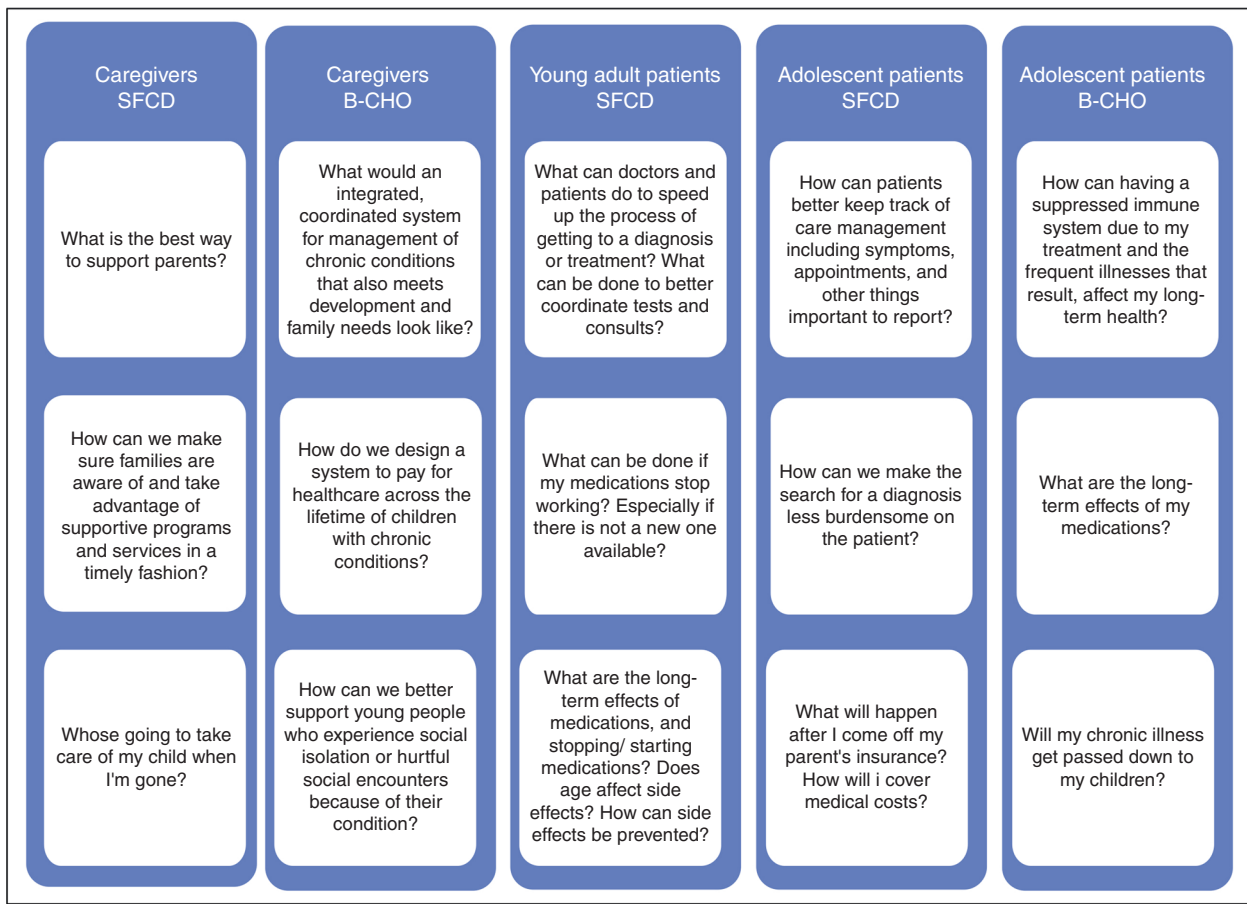 Caregivers
SFCD
What is the best way
to support parents?
How can we make
sure families are
aware of and take
advantage of
supportive programs
and services in a
timely fashion?
Whose going to take
care of my child when
I'm gone?
Caregivers
B-CHO
What would an
integrated,
coordinated system
for management of
chronic conditions
that also meets
development and
family needs look like?
How do we design a
system to pay for
healthcare across the
lifetime of children
with chronic
conditions?
How can we better
support young people
who experience social
isolation or hurtful
social encounters
because of their
condition?
Young adult patients
SFCD
What can doctors and
patients do to speed
up the process of
getting to a diagnosis
or treatment? What
can be done to better
coordinate tests and
consults?
What can be done if
my medications stop
working? Especially if
there is not a new one
available?
What are the long-
term effects of
medications, and
stopping/ starting
medications? Does
age affect side
effects? How can side
effects be prevented?
Adolescent patients
SFCD
How can patients
better keep track of
care management
including symptoms,
appointments, and
other things
important to report?
How can we make the
search for a diagnosis
less burdensome on
the patient?
What will happen
after I come off my
parent's insurance?
How will i cover
medical costs?
Adolescent patients
B-CHO
How can having a
suppressed immune
system due to my
treatment and the
frequent illnesses that
result, affect my long-
term health?
What are the long-
term effects of my
medications?
Will my chronic illness
get passed down to
my children?